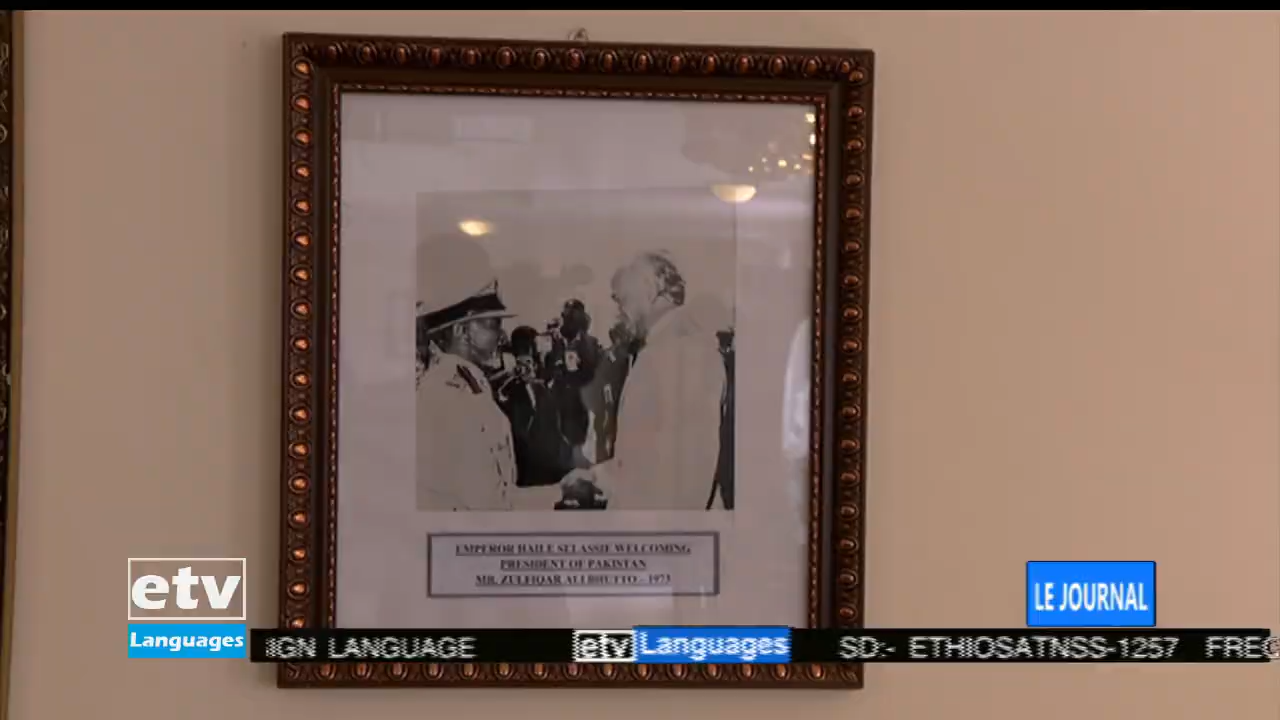 EMPEROR HAILE SELASSIE WELCOMING
PRESIDENT OF PAKISTAN
MR. ZULFIQAR ALI BHUTTO - 1973
etv
Languages
LE JOURNAL
IGN LANGUAGE
etv Languages
SD:- ETHIOSATNSS-1257
FREG